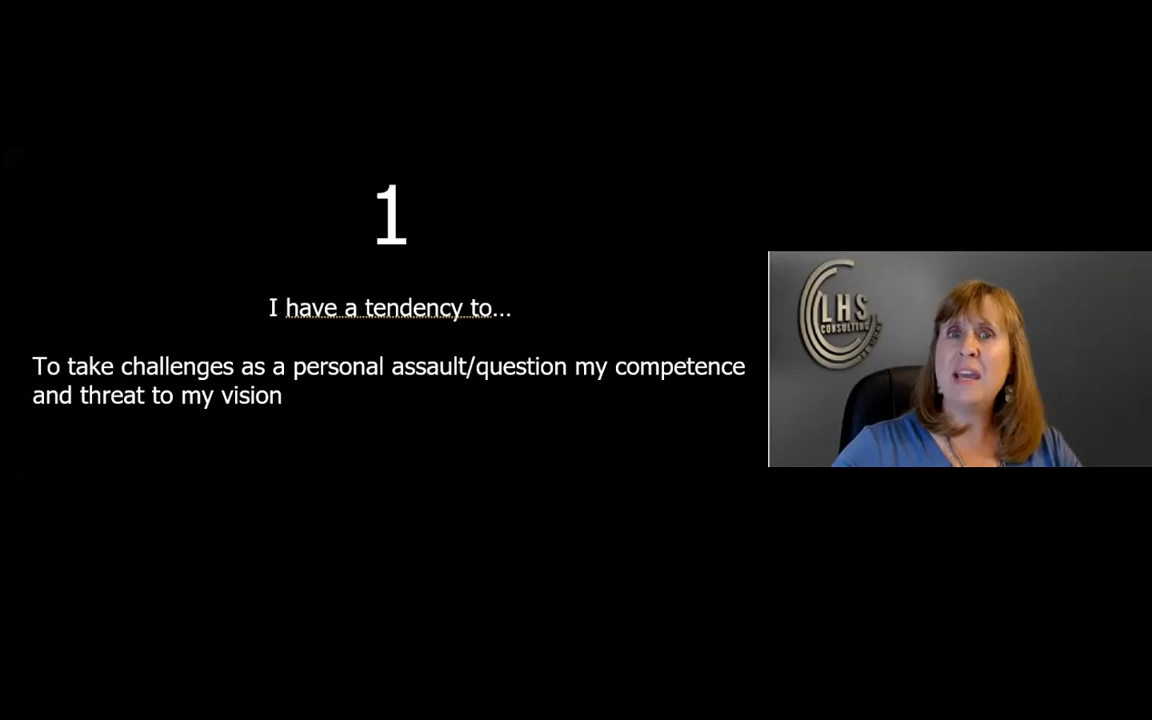 1
I have a tendency to...
To take challenges as a personal assault/question my competence
and threat to my vision
LHS
CONSULTING